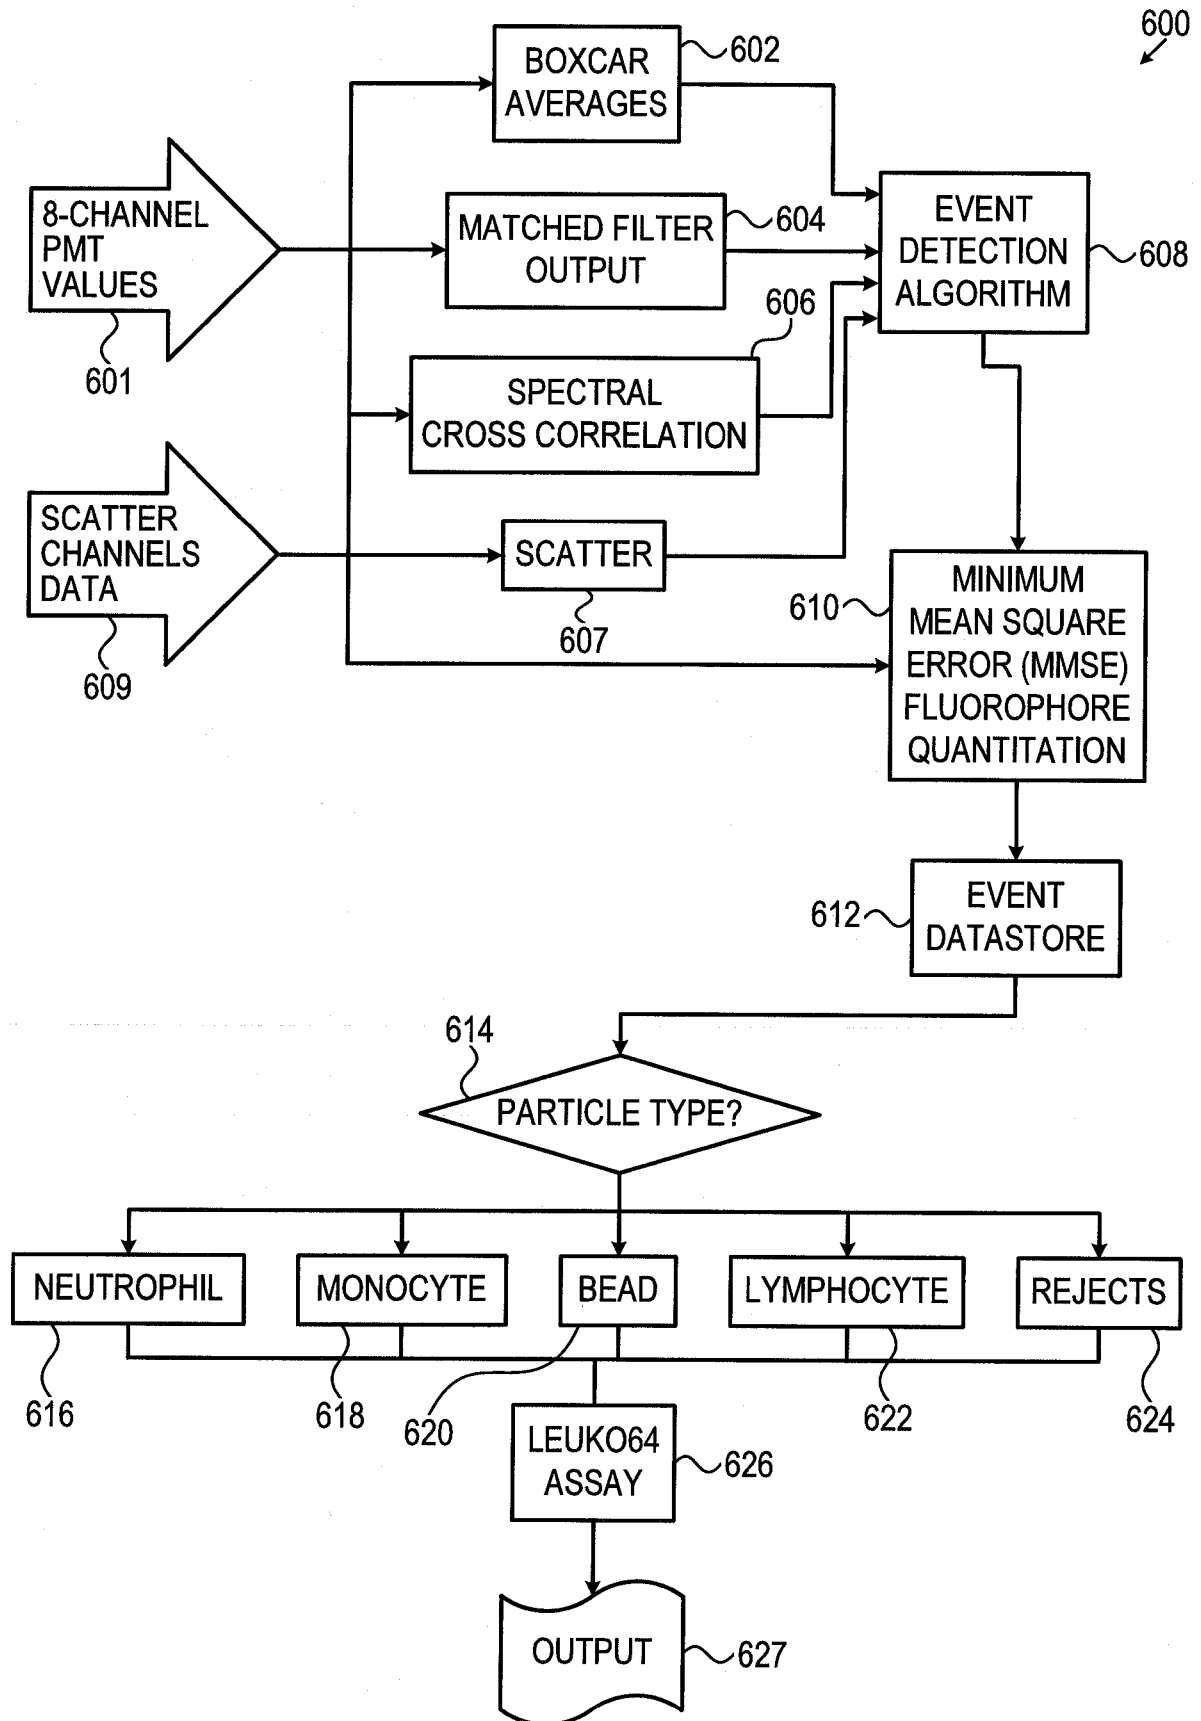 600
BOXCAR
AVERAGES
602
8-CHANNEL
PMT
VALUES
601
MATCHED FILTER
OUTPUT
604
EVENT
DETECTION
ALGORITHM
608
606
SPECTRAL
CROSS CORRELATION
SCATTER
CHANNELS
DATA
609
SCATTER
607
610
MINIMUM
MEAN SQUARE
ERROR (MMSE)
FLUOROPHORE
QUANTITATION
612
EVENT
DATASTORE
614
PARTICLE TYPE?
NEUTROPHIL
MONOCYTE
BEAD
LYMPHOCYTE
REJECTS
616
618
620
622
624
LEUKO64
ASSAY
626
OUTPUT
627